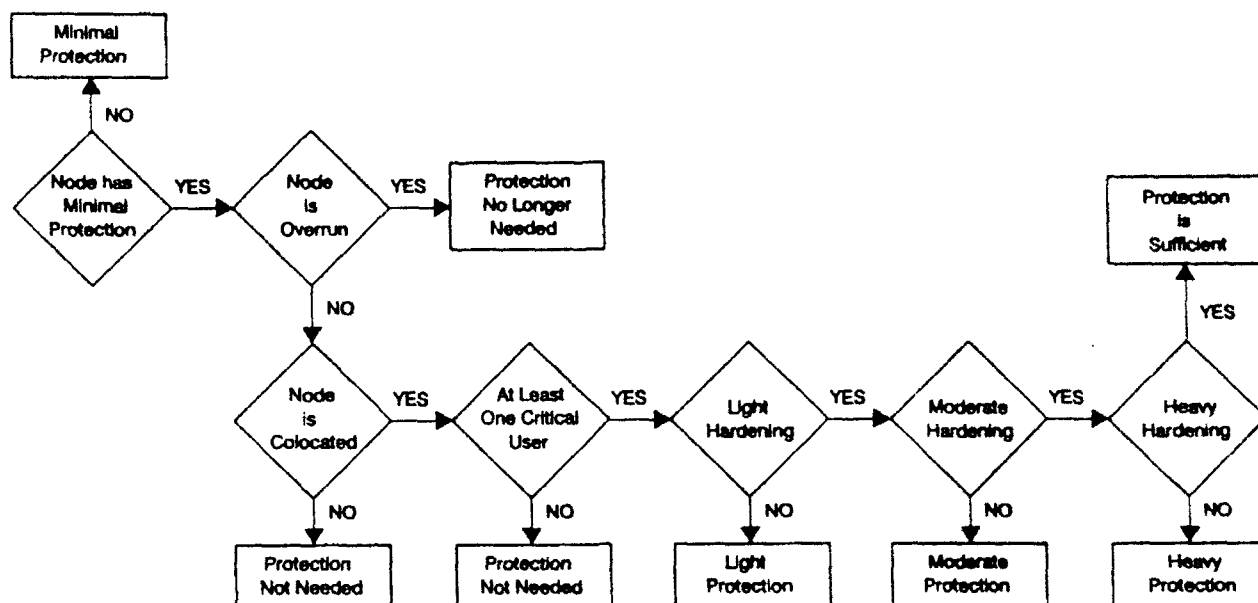 Minimal
Protection
NO
Node has
Minimal
Protection
YES
Node
is
Overrun
YES
Protection
No Longer
Needed
NO
Node
is
Colocated
YES
At Least
One Critical
User
YES
Light
Hardening
YES
Moderate
Hardening
YES
Heavy
Hardening
YES
Protection
is
Sufficient
NO
Protection
Not Needed
NO
Protection
Not Needed
NO
Light
Protection
NO
Moderate
Protection
NO
Heavy
Protection